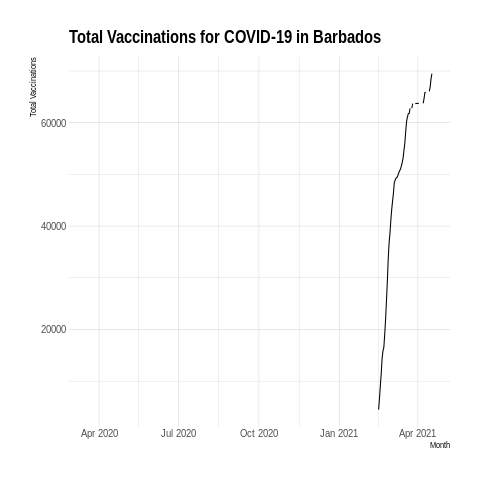 Total Vaccinations for COVID-19 in Barbados
Total Vaccinations
60000
40000
20000
Apr 2020 Jul 2020 Oct 2020 Jan 2021 Apr 2021
Month